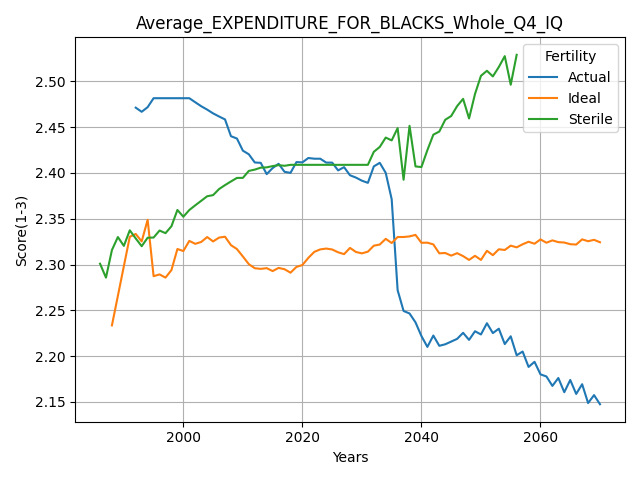 Average_EXPENDITURE_FOR_BLACKS_Whole_Q4_IQ
Fertility
Actual
Ideal
Sterile
Score(1-3)
2.50
2.45
2.40
2.35
2.30
2.25
2.20
2.15
2000
2020
2040
2060
Years